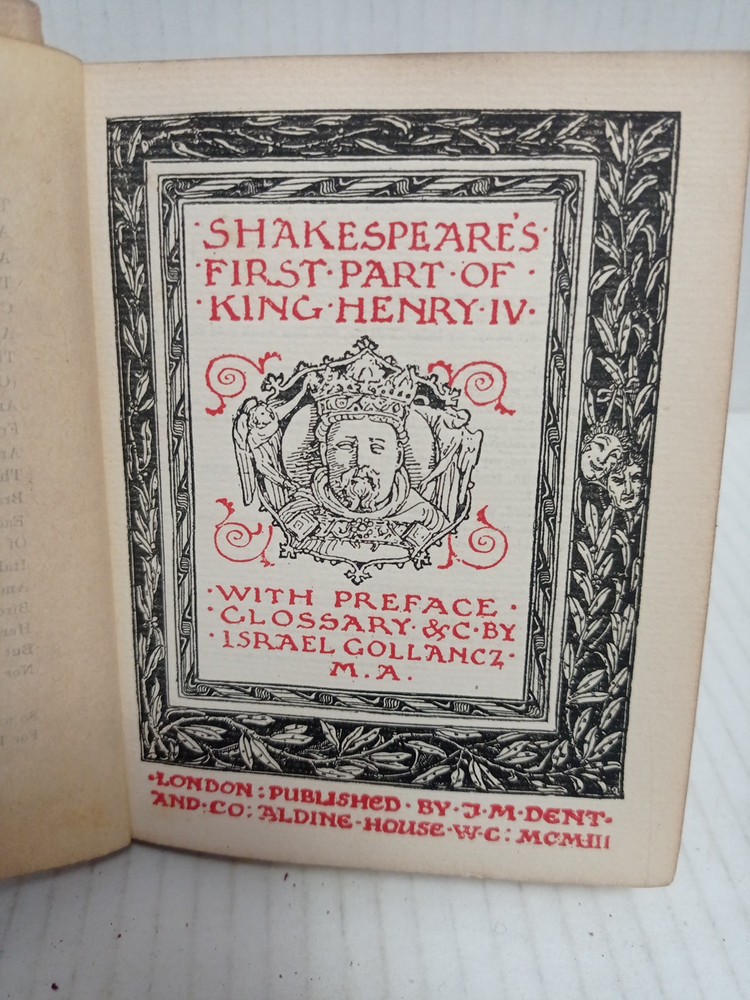 ·SHAKESPEARE'S·
·FIRST·PART·OF·
·KING·HENRY·IV·
·WITH PREFACE·
·GLOSSARY·&C·BY
·ISRAEL GOLLANCZ·
M.A.
·LONDON:PUBLISHED·BY·J·M·DENT·
AND·CO:ALDINE·HOUSE·W·C:MCMIII